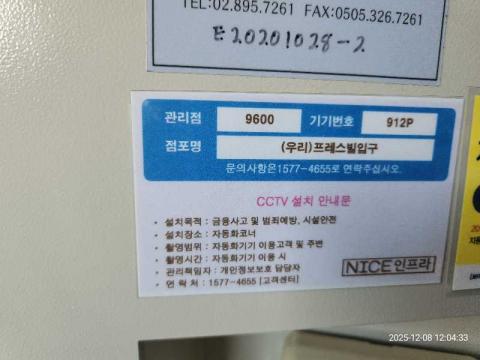 TEL:02.895.7261 FAX:0505.326.7261
E20201028-2
관리점 9600 기기번호 912P
점포명 (우리)프레스빌입구
문의사항은1577-4655로 연락주십시오.
CCTV 설치 안내문
• 설치목적 : 금융사고 및 범죄예방, 시설안전
• 설치장소 : 자동화코너
• 촬영범위 : 자동화기기 이용고객 및 주변
• 촬영시간 : 자동화기기 이용 시
• 관리책임자 : 개인정보보호 담당자
• 연 락 처 : 1577-4655 [고객센터]
NICE인프라
2025-12-08 12:04:33